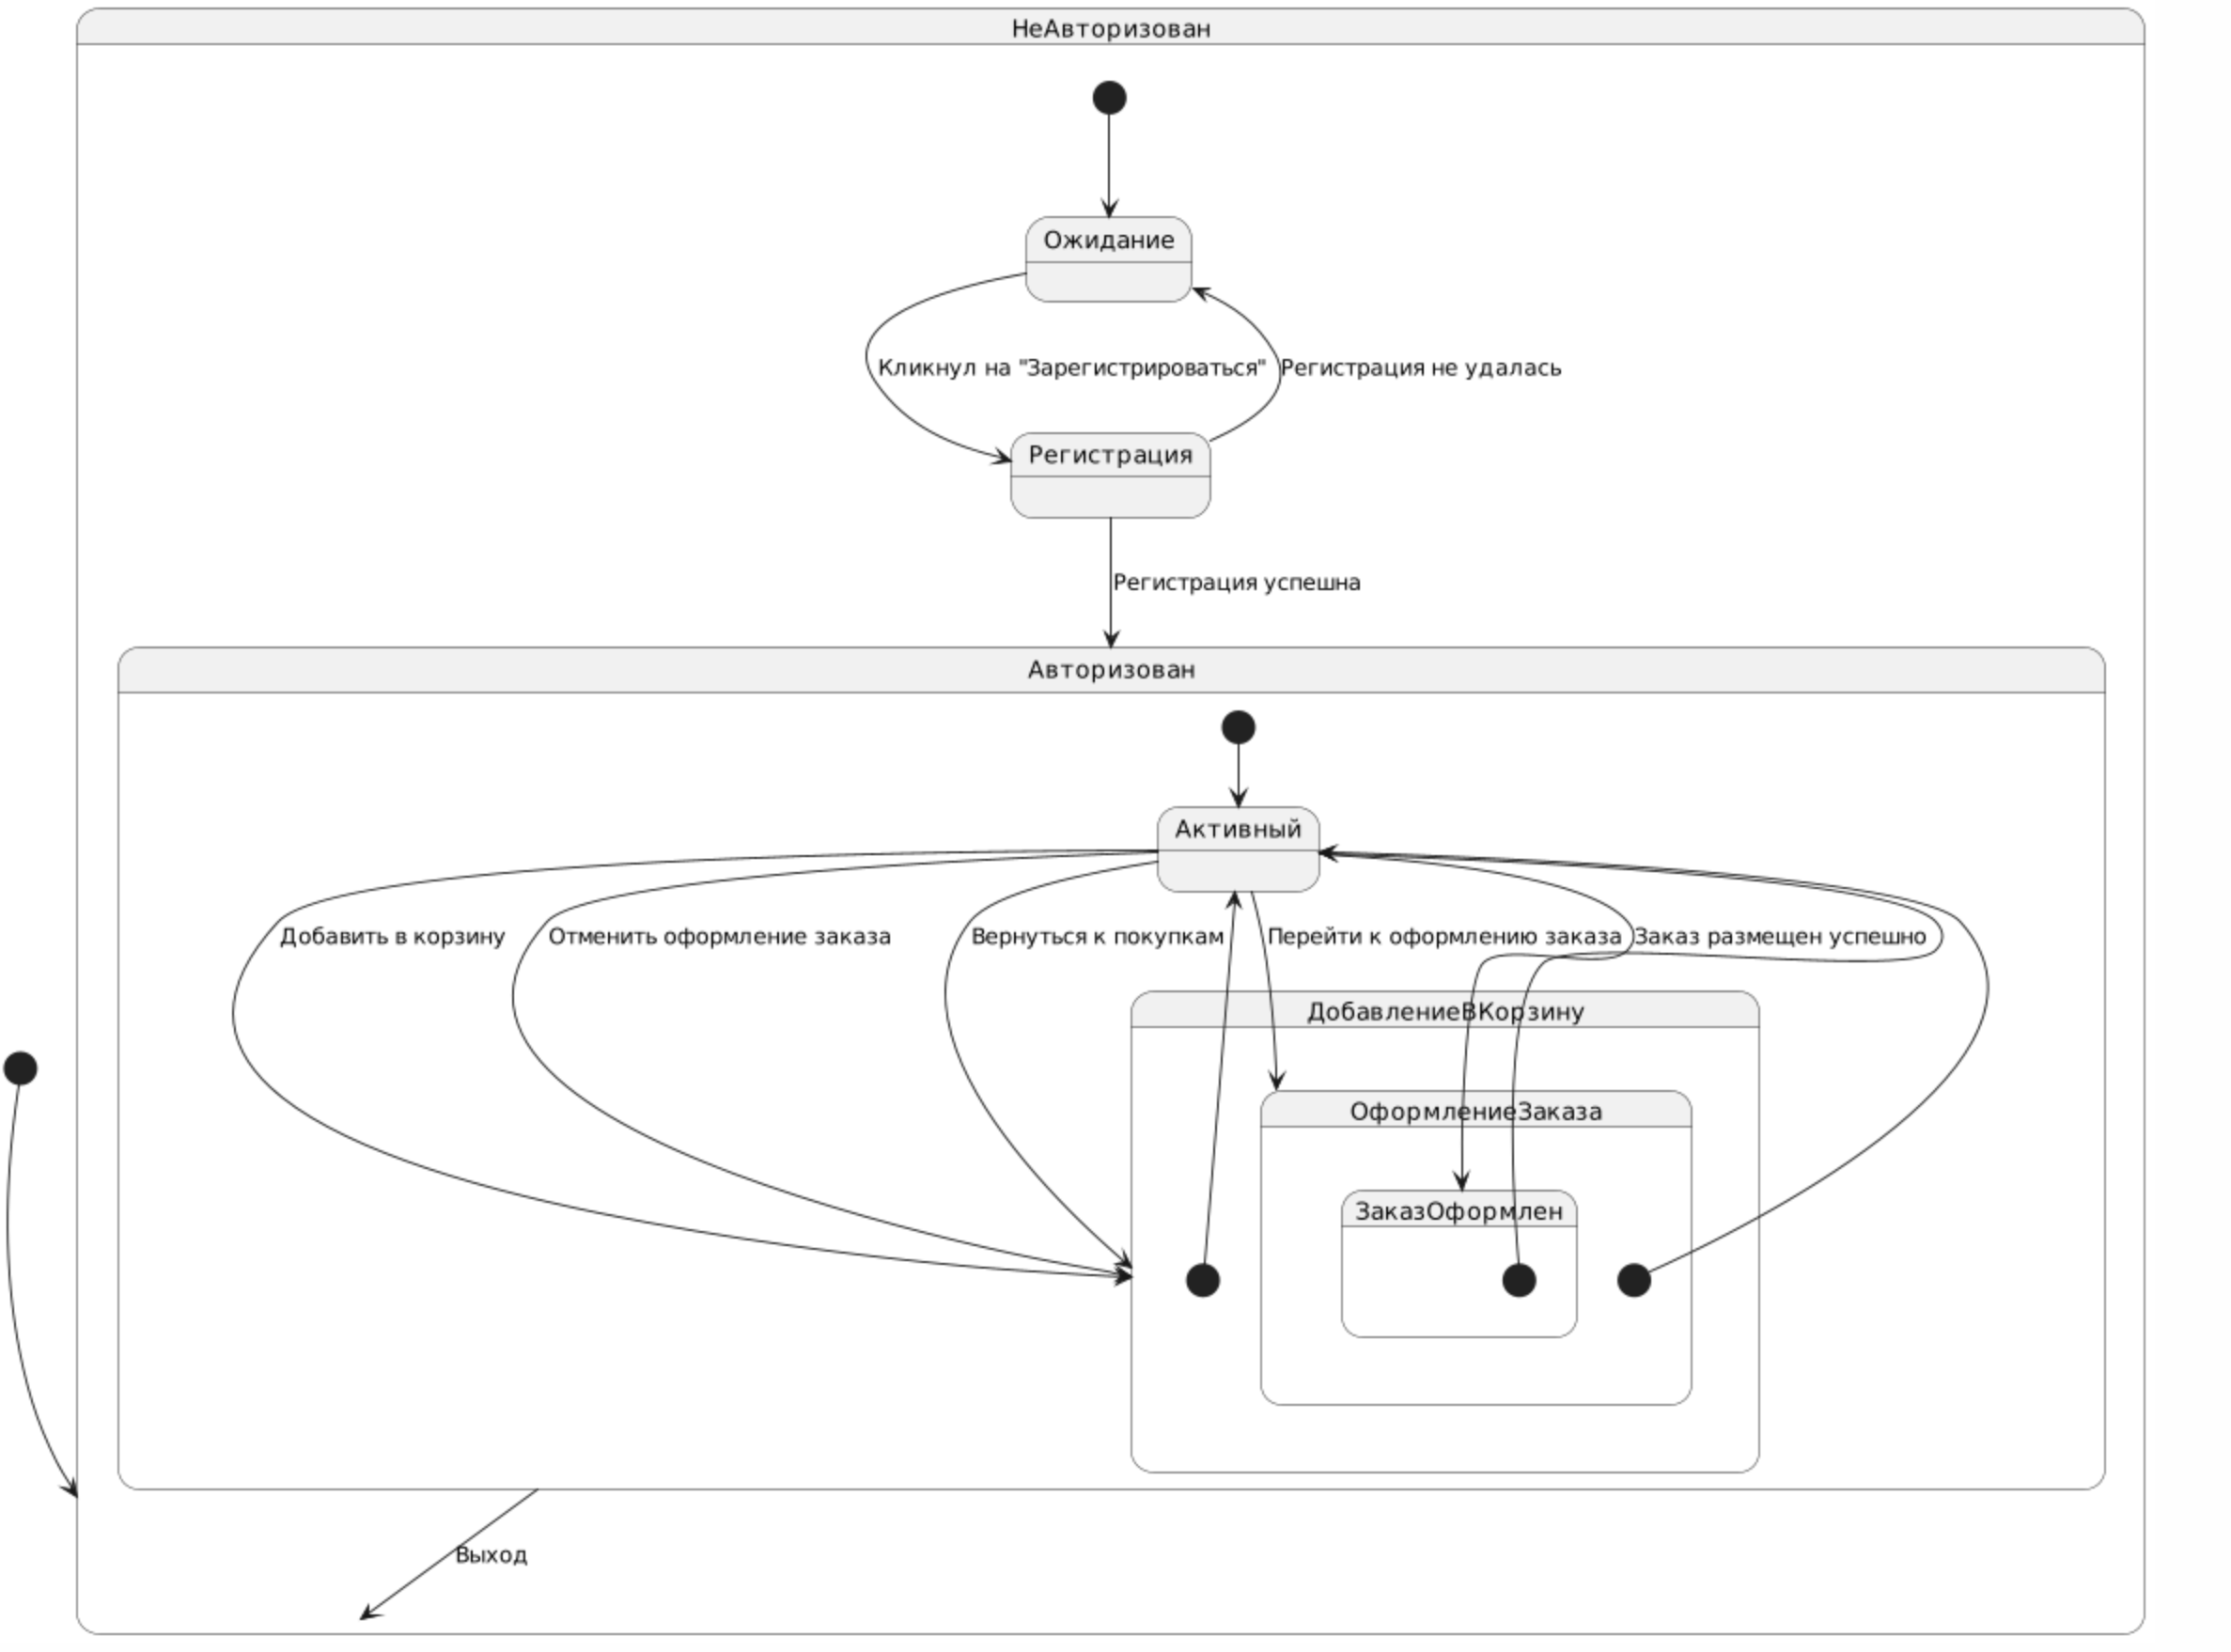 НеАвторизован
Ожидание
Кликнул на "Зарегистрироваться"
Регистрация не удалась
Регистрация
Регистрация успешна
Авторизован
Активный
Добавить в корзину
Отменить оформление заказа
Вернуться к покупкам
Перейти к оформлению заказа
Заказ размещен успешно
ДобавлениеВКорзину
ОформлениеЗаказа
ЗаказОформлен
Выход